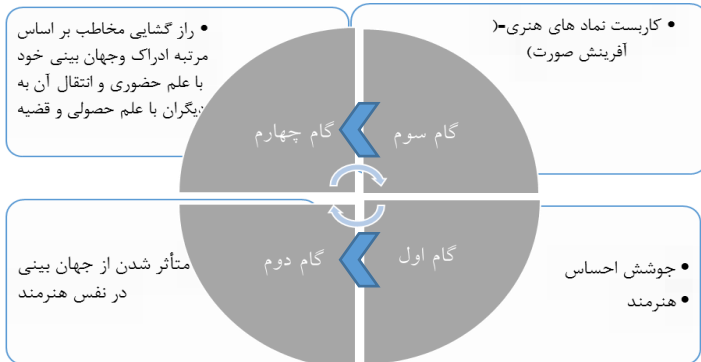 • کاربست نماد های هنری-(
آفرینش صورت)
• راز گشایی مخاطب بر اساس
مرتبه ادراک وجهان بینی خود
با علم حضوری و انتقال آن به
دیگران با علم حصولی و قضیه
گام سوم
گام چهارم
گام اول
گام دوم
• جوشش احساس
• هنرمند
متأثر شدن از جهان بینی
در نفس هنرمند